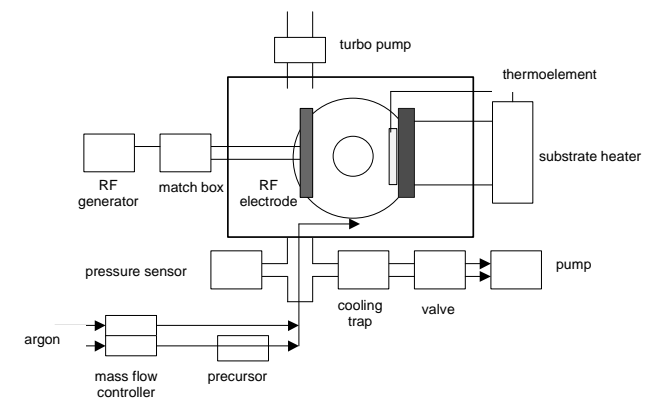 turbo pump
thermoelement
substrate heater
RF
generator
match box
RF
electrode
pressure sensor
cooling
trap
valve
pump
argon
mass flow
controller
precursor